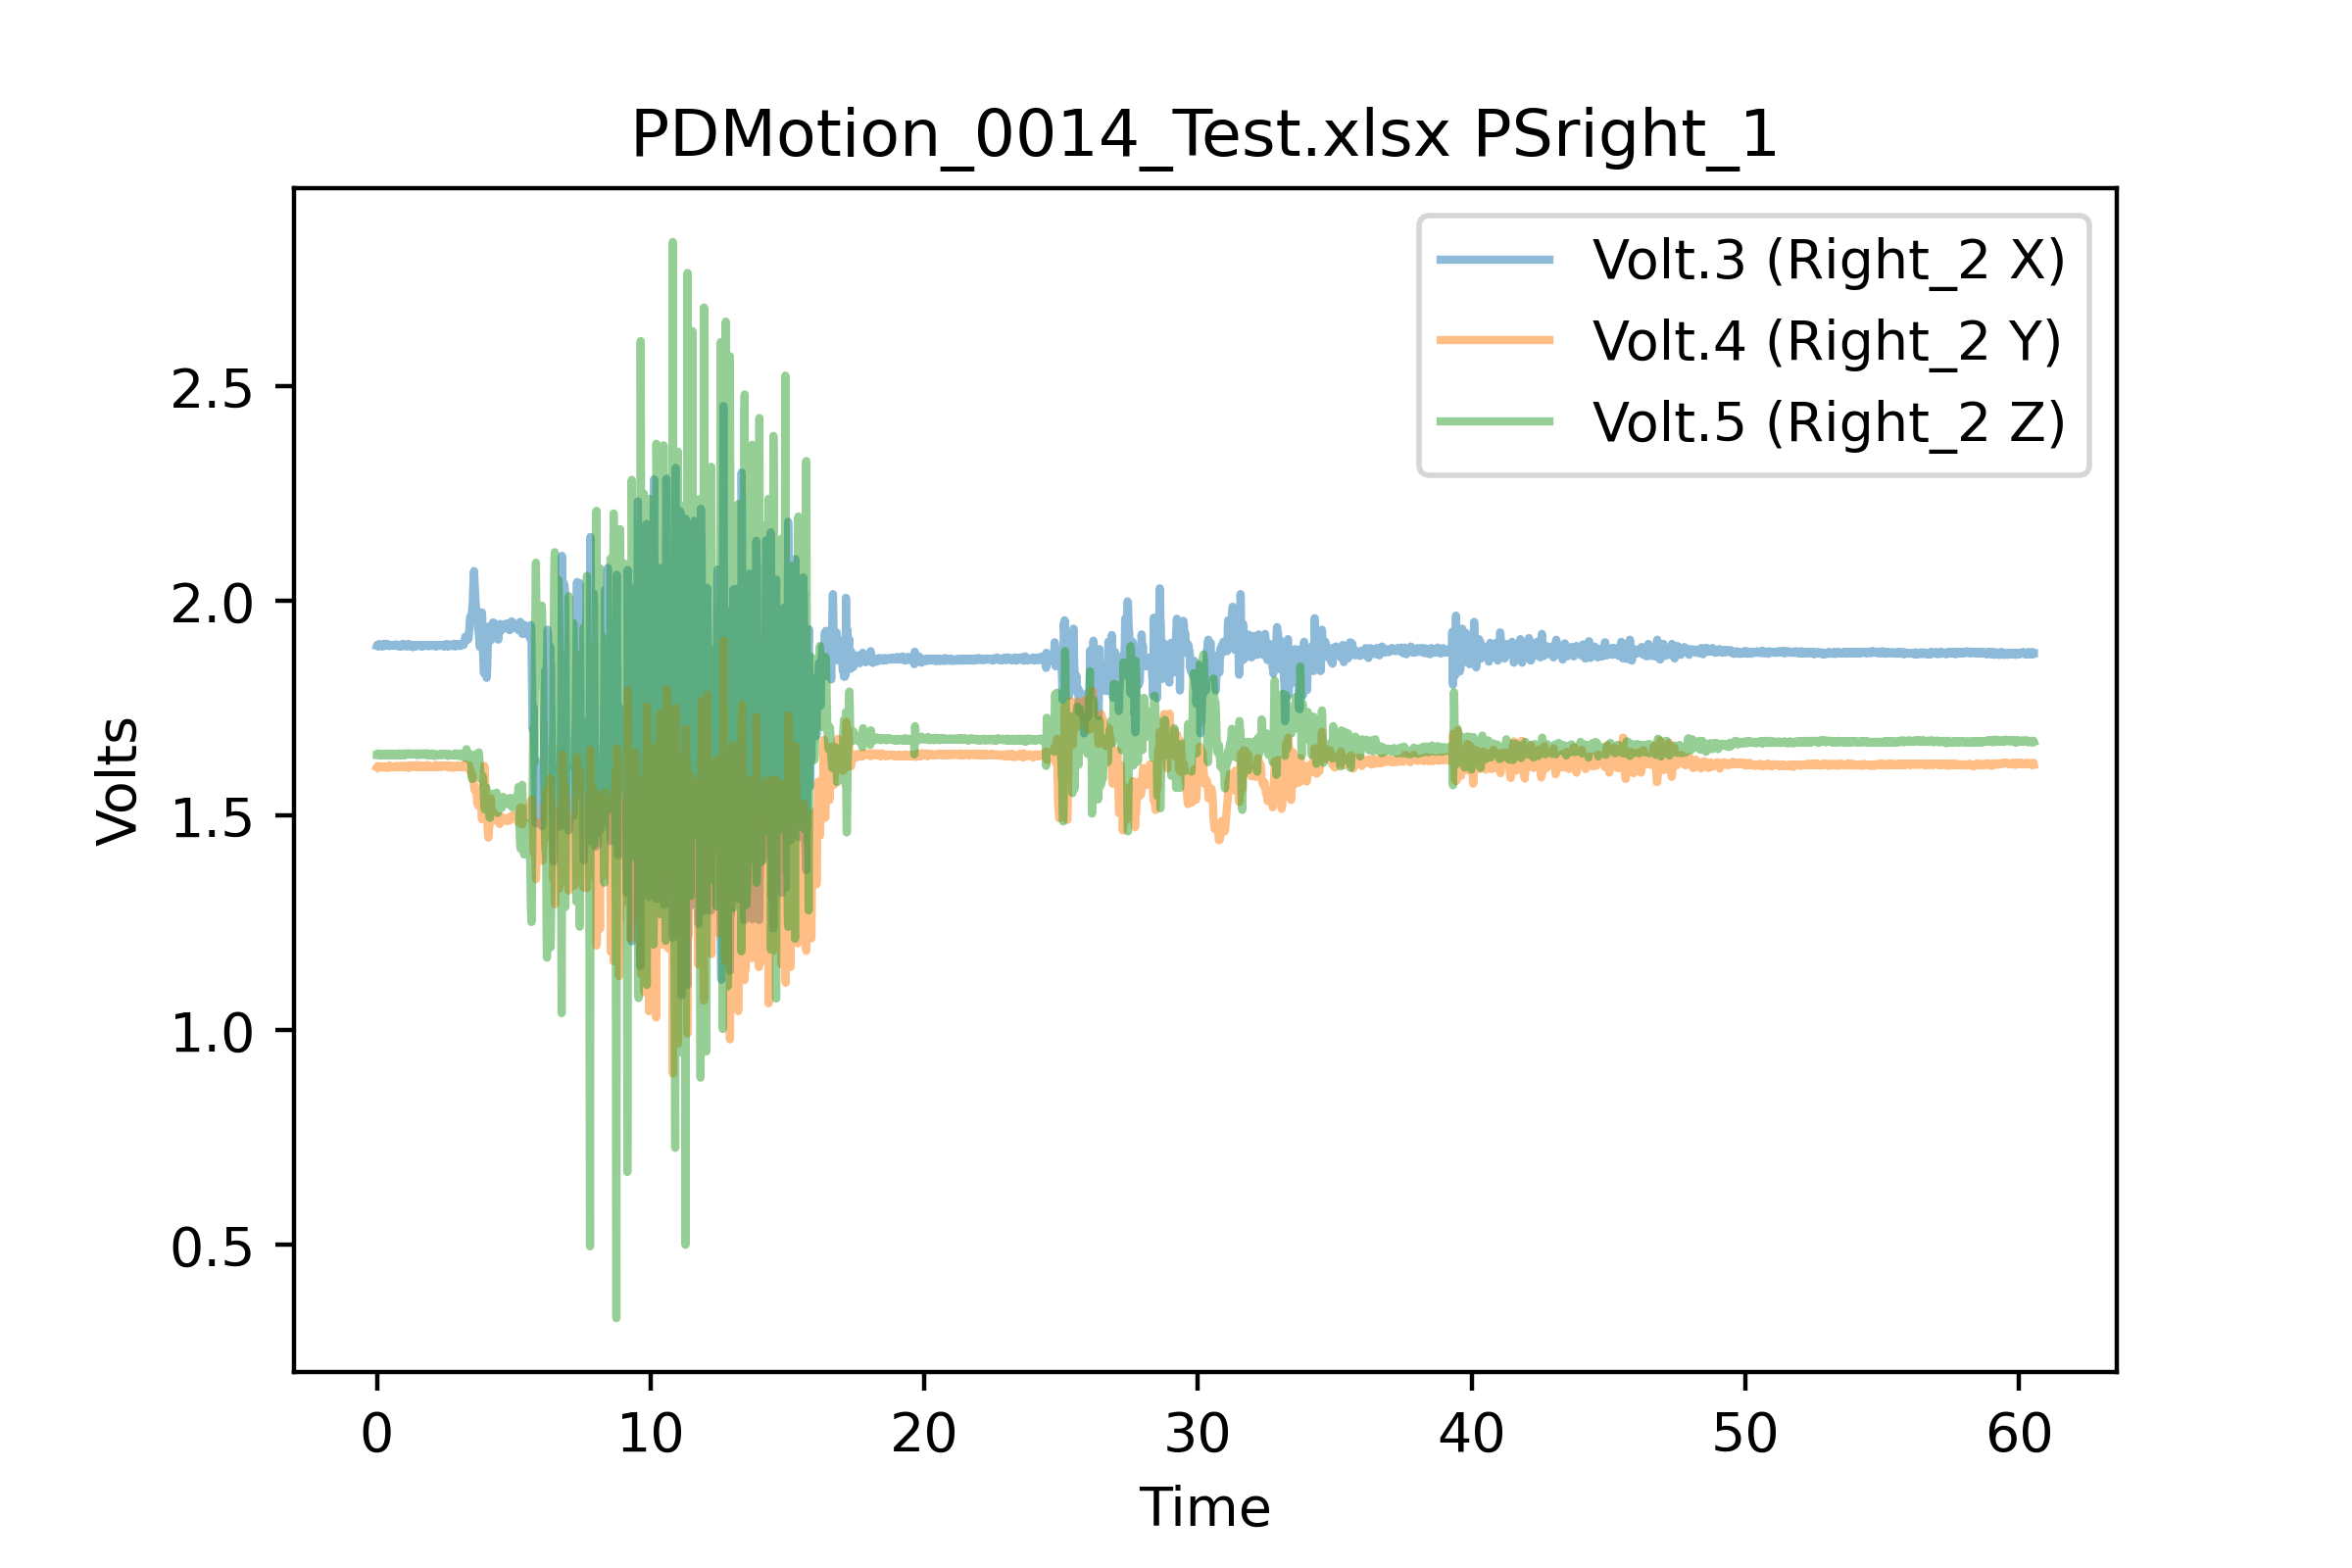 PDMotion_0014_Test.xlsx PSright_1
Volt.3 (Right_2 X)
Volt.4 (Right_2 Y)
Volt.5 (Right_2 Z)
2.5
2.0
1.5
1.0
0.5
Volts
0 10 20 30 40 50 60
Time